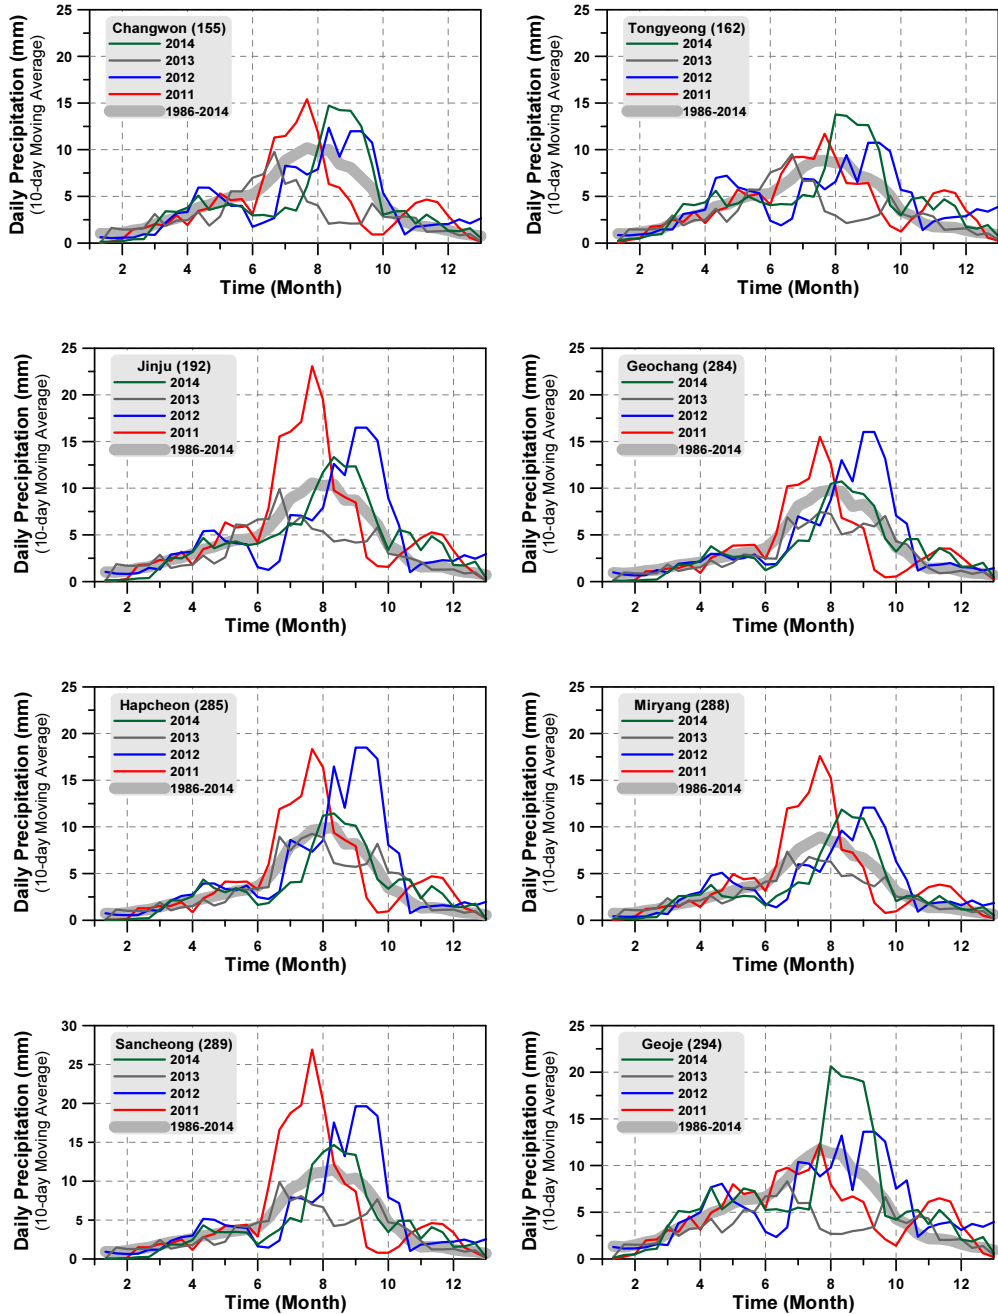 Changwon (155)
2014
2013
2012
2011
1986-2014
Daily Precipitation (mm)
(10-day Moving Average)
25
20
15
10
5
0
2 4 6 8 10 12
Time (Month)
Tongyeong (162)
2014
2013
2012
2011
1986-2014
Daily Precipitation (mm)
(10-day Moving Average)
25
20
15
10
5
0
2 4 6 8 10 12
Time (Month)
Jinju (192)
2014
2013
2012
2011
1986-2014
Daily Precipitation (mm)
(10-day Moving Average)
25
20
15
10
5
0
2 4 6 8 10 12
Time (Month)
Geochang (284)
2014
2013
2012
2011
1986-2014
Daily Precipitation (mm)
(10-day Moving Average)
25
20
15
10
5
0
2 4 6 8 10 12
Time (Month)
Hapcheon (285)
2014
2013
2012
2011
1986-2014
Daily Precipitation (mm)
(10-day Moving Average)
25
20
15
10
5
0
2 4 6 8 10 12
Time (Month)
Miryang (288)
2014
2013
2012
2011
1986-2014
Daily Precipitation (mm)
(10-day Moving Average)
25
20
15
10
5
0
2 4 6 8 10 12
Time (Month)
Sancheong (289)
2014
2013
2012
2011
1986-2014
Daily Precipitation (mm)
(10-day Moving Average)
30
25
20
15
10
5
0
2 4 6 8 10 12
Time (Month)
Geoje (294)
2014
2013
2012
2011
1986-2014
Daily Precipitation (mm)
(10-day Moving Average)
25
20
15
10
5
0
2 4 6 8 10 12
Time (Month)